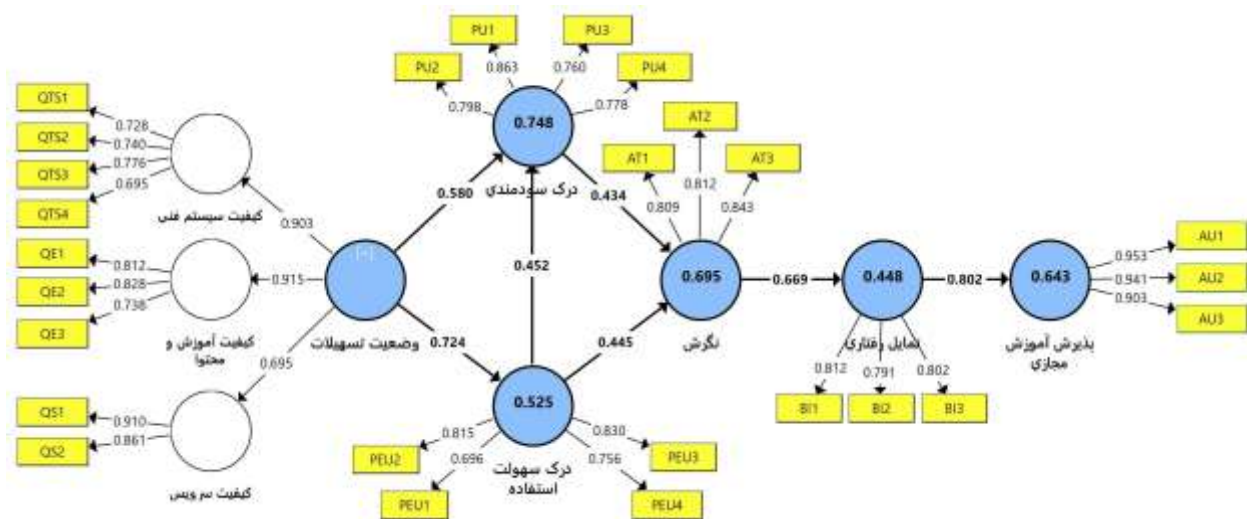 PU1
PU3
PU2
PU4
0.863
0.760
0.798
0.778
0.748
درک سودمندي
QTS1
QTS2
QTS3
QTS4
0.728
0.740
0.776
0.695
کیفیت سیستم فنی
0.903
QE1
QE2
QE3
0.812
0.828
0.738
کیفیت آموزش و
محتوا
0.915
QS1
QS2
0.910
0.861
کیفیت سرویس
0.695
[+]
وضعیت تسهیلات
0.580
0.724
0.452
0.525
درک سهولت
استفاده
0.815
0.696
0.830
0.756
PEU2
PEU1
PEU3
PEU4
0.434
0.445
AT1
AT2
AT3
0.809
0.812
0.843
0.695
نگرش
0.669
0.448
تمایل رفتاری
0.812
0.791
0.802
BI1
BI2
BI3
0.802
0.643
پذیرش آموزش
مجازي
0.953
0.941
0.903
AU1
AU2
AU3